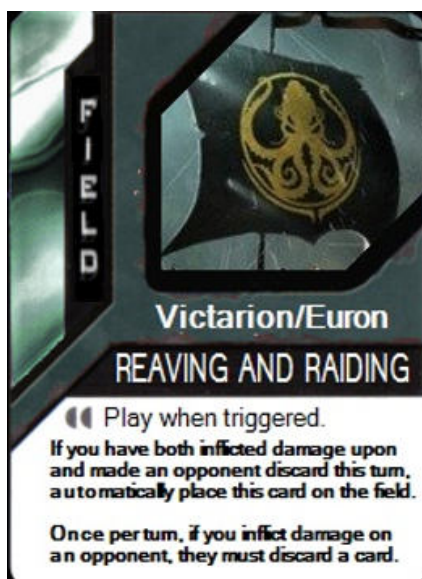 FIELD
Victarion/Euron
REAVING AND RAIDING
Play when triggered.
If you have both inflicted damage upon
and made an opponent discard this turn,
automatically place this card on the field.
Once per turn, if you inflict damage on
an opponent, they must discard a card.